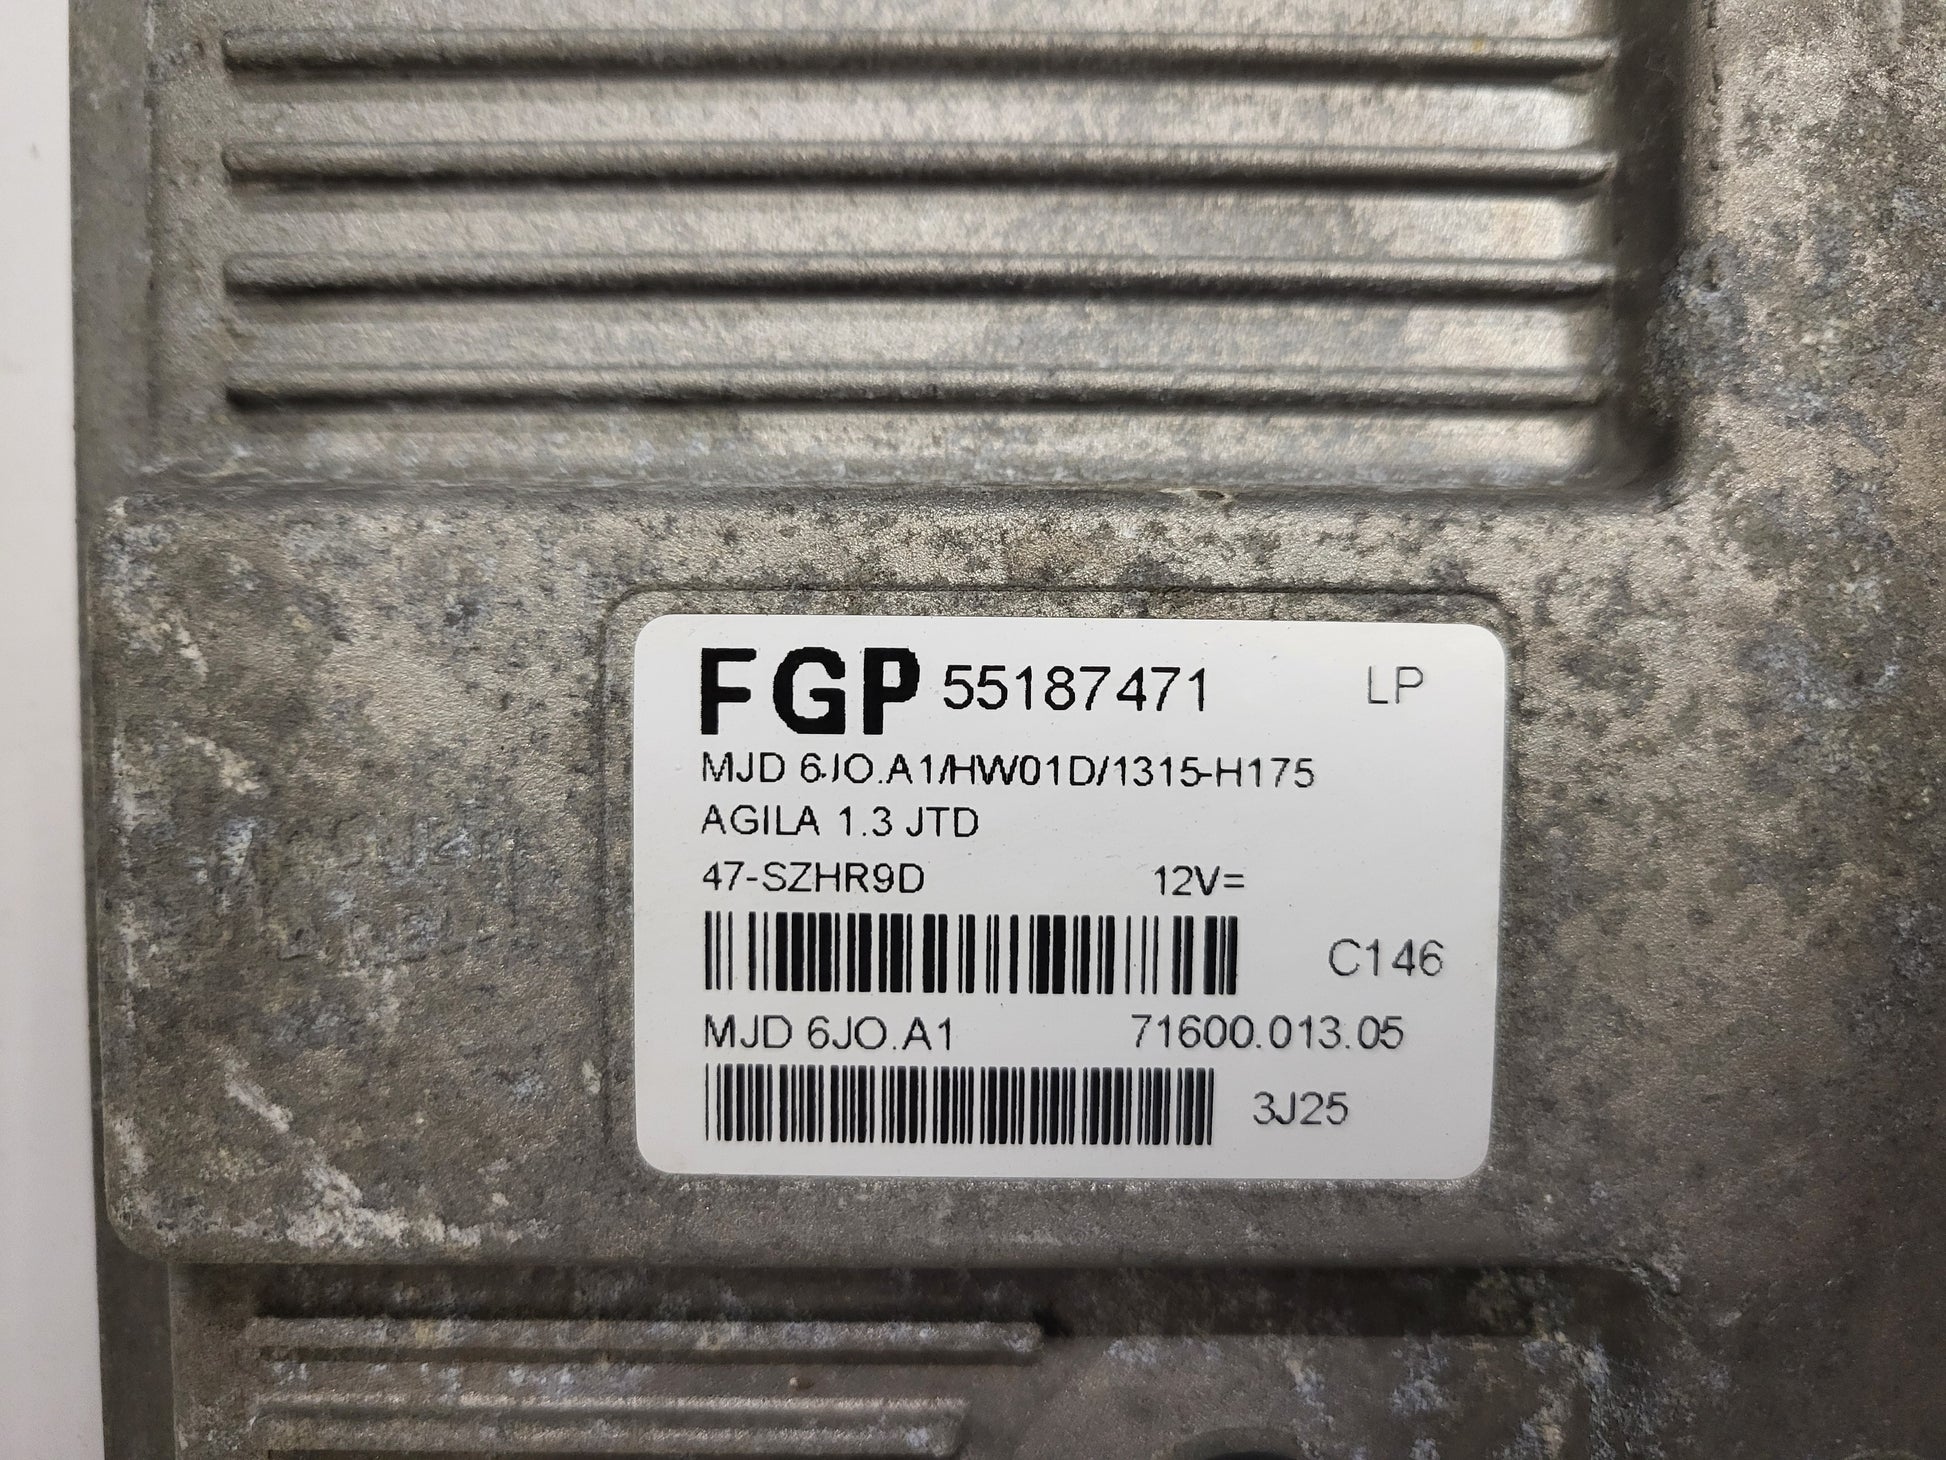 FGP 55187471 LP
MJD 6JO.A1/HW01D/1315-H175
AGILA 1.3 JTD
47-SZHR9D 12V=
C146
MJD 6JO.A1 71600.013.05
3J25